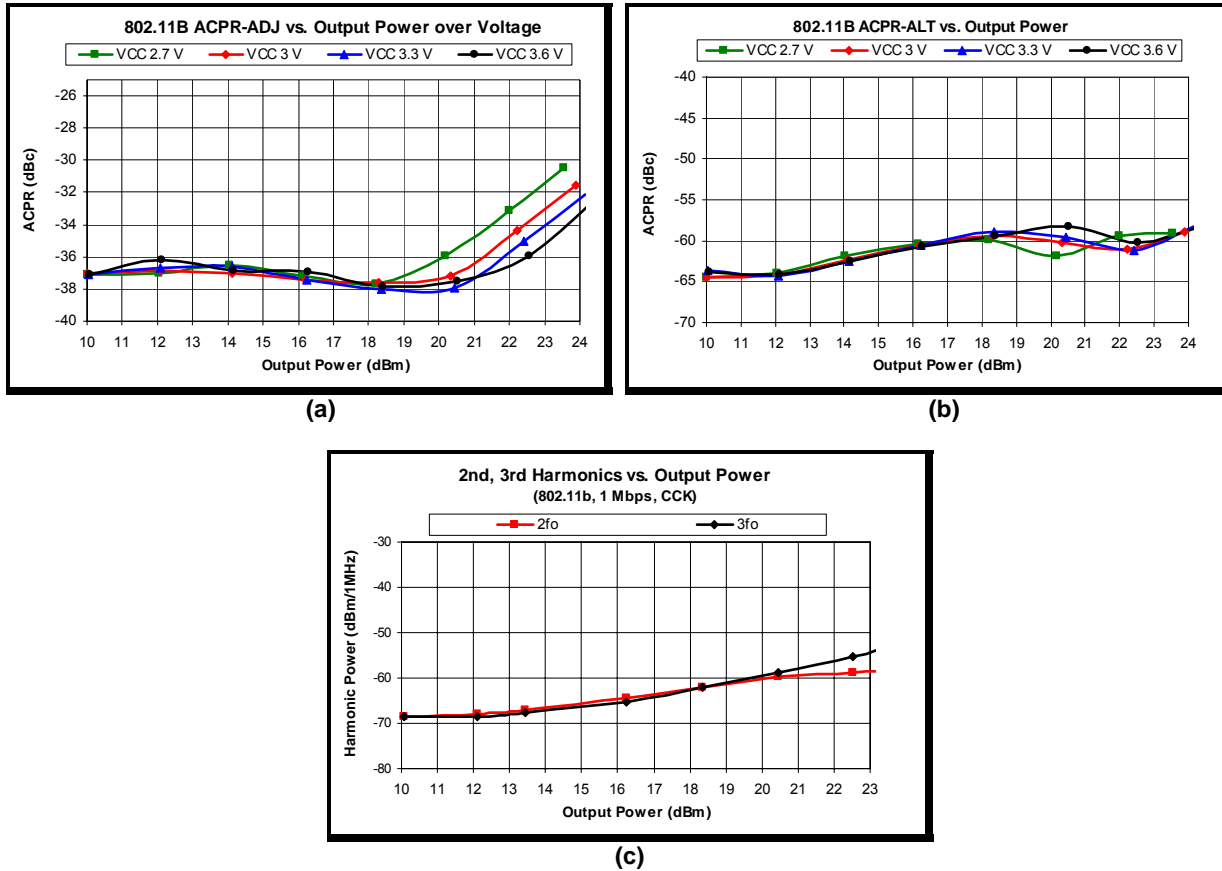 802.11B ACPR-ADJ vs. Output Power over Voltage
VCC 2.7 V VCC 3 V VCC 3.3 V VCC 3.6 V
ACPR (dBc)
-26
-28
-30
-32
-34
-36
-38
-40
10 11 12 13 14 15 16 17 18 19 20 21 22 23 24
Output Power (dBm)
(a)
802.11B ACPR-ALT vs. Output Power
VCC 2.7 V VCC 3 V VCC 3.3 V VCC 3.6 V
ACPR (dBc)
-40
-45
-50
-55
-60
-65
-70
10 11 12 13 14 15 16 17 18 19 20 21 22 23 24
Output Power (dBm)
(b)
2nd, 3rd Harmonics vs. Output Power
(802.11b, 1 Mbps, CCK)
2fo 3fo
Harmonic Power (dBm/1MHz)
-30
-40
-50
-60
-70
-80
10 11 12 13 14 15 16 17 18 19 20 21 22 23
Output Power (dBm)
(c)